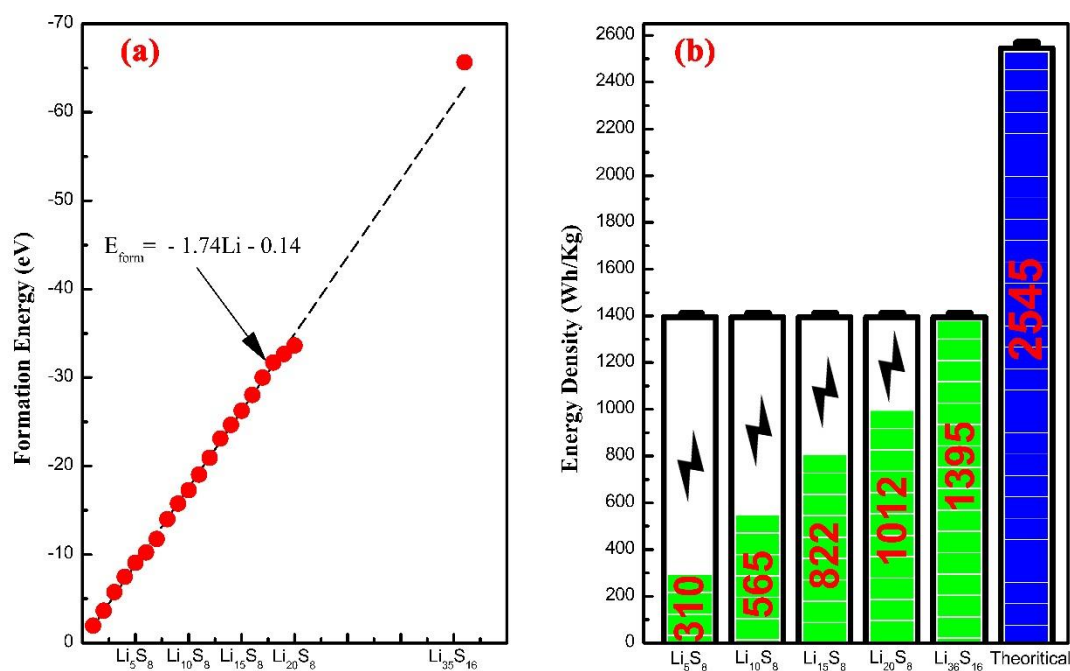 (a)
Formation Energy (eV)
-70
-60
-50
-40
-30
-20
-10
0
E_form = - 1.74Li - 0.14
Li₅S₈
Li₁₀S₈
Li₁₅S₈
Li₂₀S₈
Li₃₅S₁₆
(b)
Energy Density (Wh/Kg)
2600
2400
2200
2000
1800
1600
1400
1200
1000
800
600
400
200
0
310
565
822
1012
1395
2545
Li₅S₈
Li₁₀S₈
Li₁₅S₈
Li₂₀S₈
Li₃₆S₁₆
Theoritical